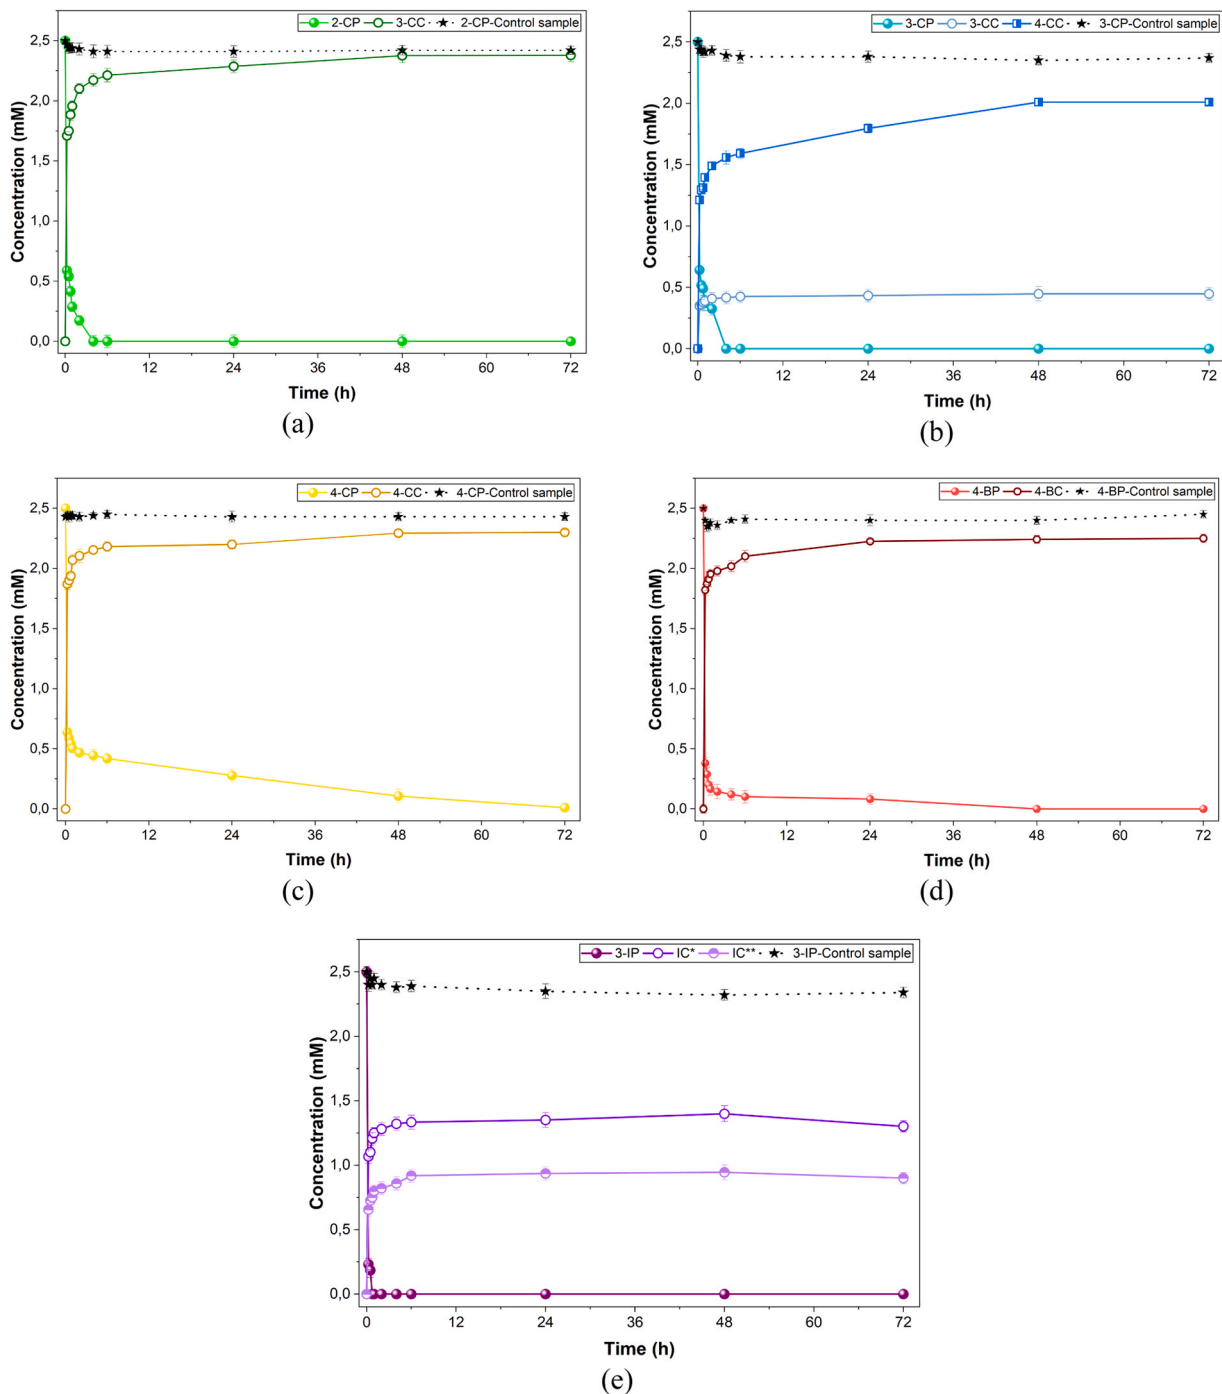 2-CP 3-CC 2-CP-Control sample
2,5
2,0
1,5
1,0
0,5
0,0
Concentration (mM)
0 12 24 36 48 60 72
Time (h)
(a)
3-CP 3-CC 4-CC 3-CP-Control sample
2,5
2,0
1,5
1,0
0,5
0,0
Concentration (mM)
0 12 24 36 48 60 72
Time (h)
(b)
4-CP 4-CC 4-CP-Control sample
2,5
2,0
1,5
1,0
0,5
0,0
Concentration (mM)
0 12 24 36 48 60 72
Time (h)
(c)
4-BP 4-BC 4-BP-Control sample
2,5
2,0
1,5
1,0
0,5
0,0
Concentration (mM)
0 12 24 36 48 60 72
Time (h)
(d)
3-IP IC* IC** 3-IP-Control sample
2,5
2,0
1,5
1,0
0,5
0,0
Concentration (mM)
0 24 48 72
Time (h)
(e)